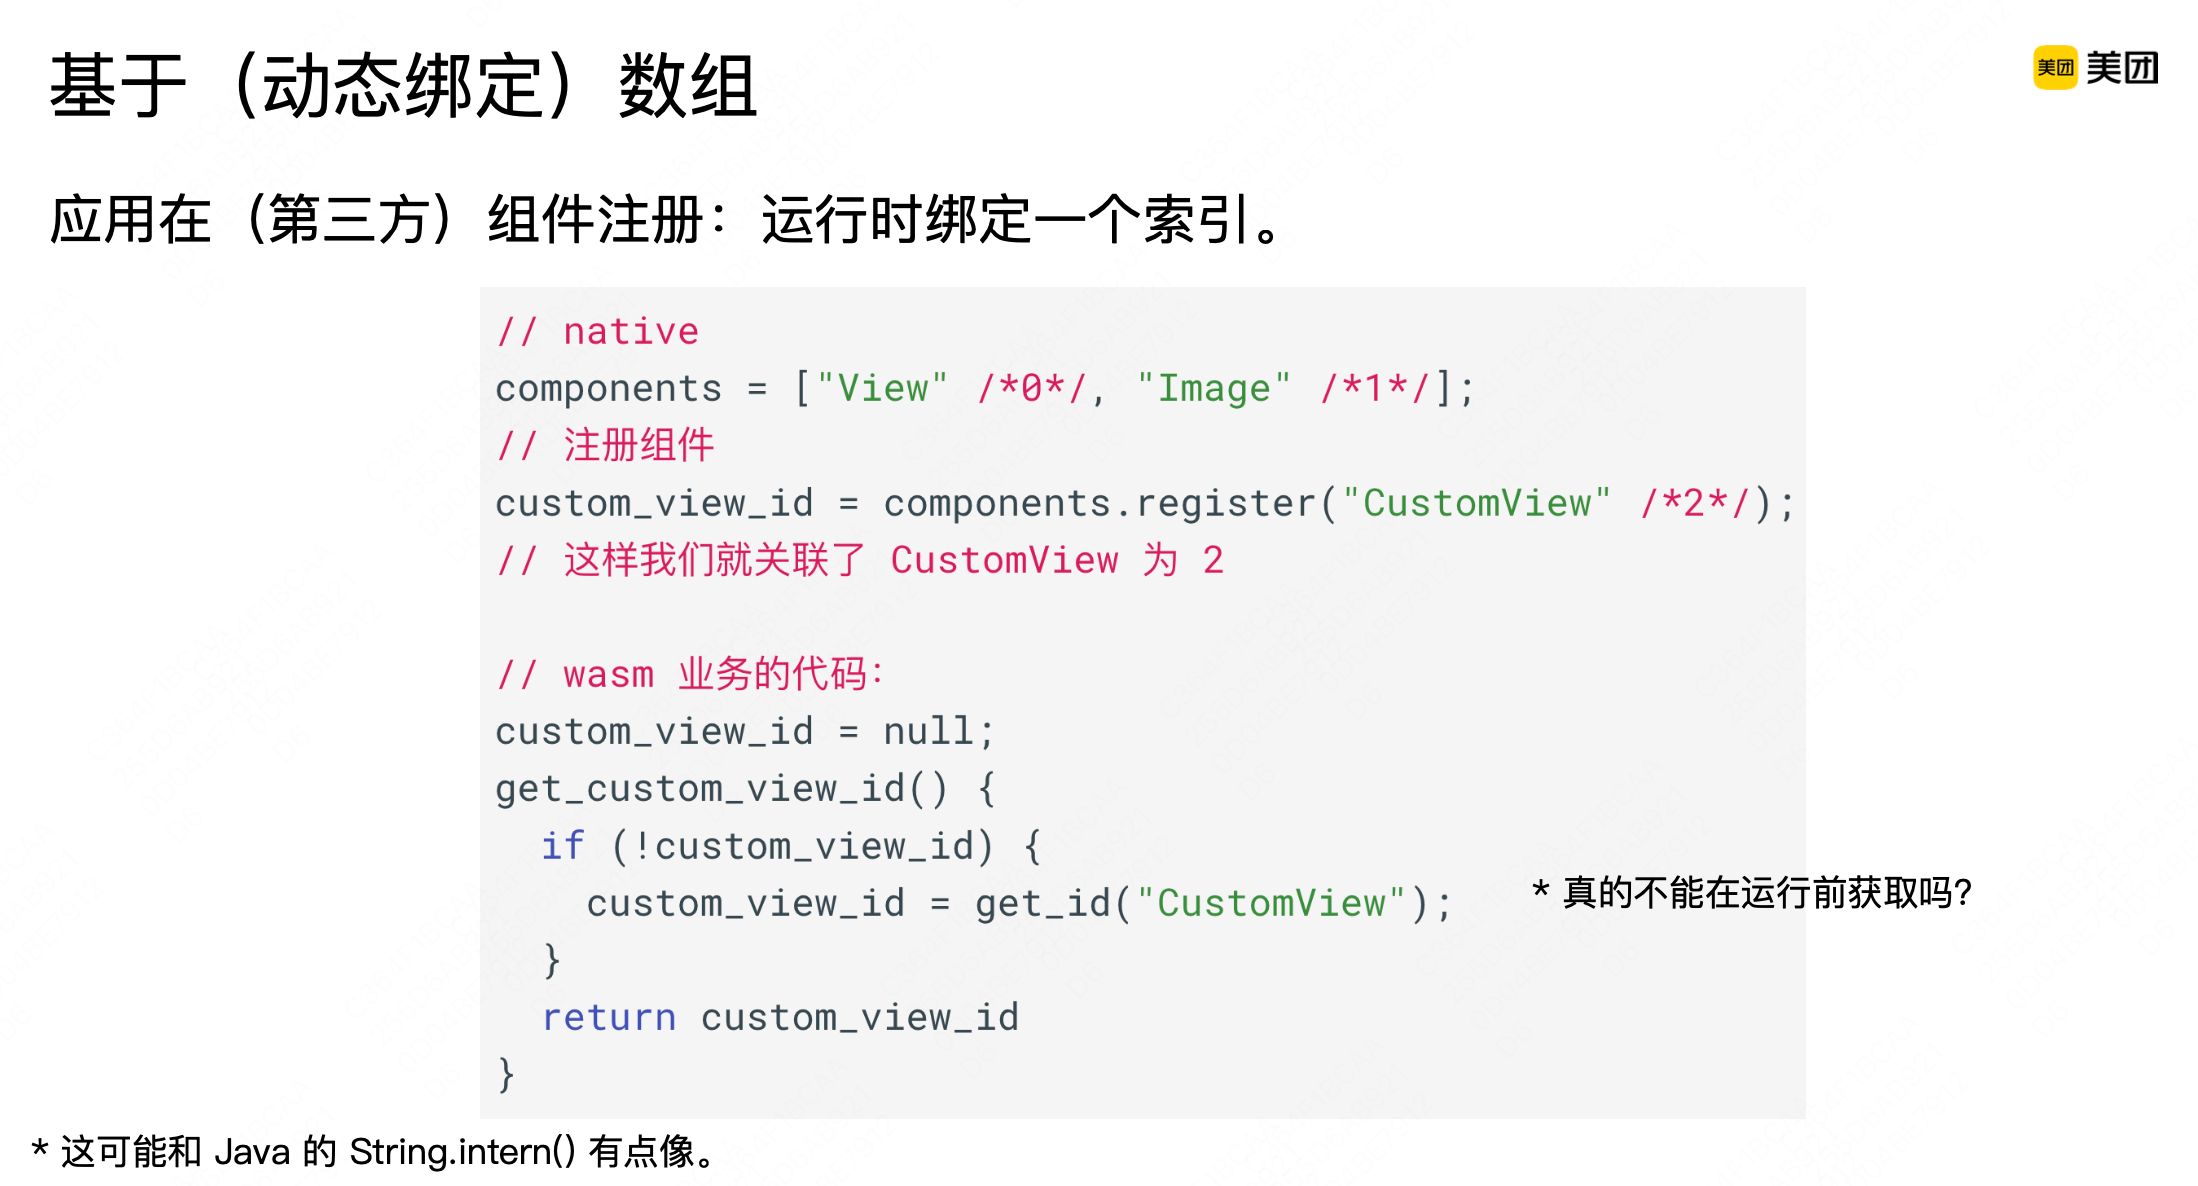 基于（动态绑定）数组
美团 美团
应用在（第三方）组件注册：运行时绑定一个索引。
// native
components = ["View" /*0*/, "Image" /*1*/];
// 注册组件
custom_view_id = components.register("CustomView" /*2*/);
// 这样我们就关联了 CustomView 为 2
// wasm 业务的代码：
custom_view_id = null;
get_custom_view_id() {
  if (!custom_view_id) {
    custom_view_id = get_id("CustomView");
* 真的不能在运行前获取吗？
  }
  return custom_view_id
}
* 这可能和 Java 的 String.intern() 有点像。